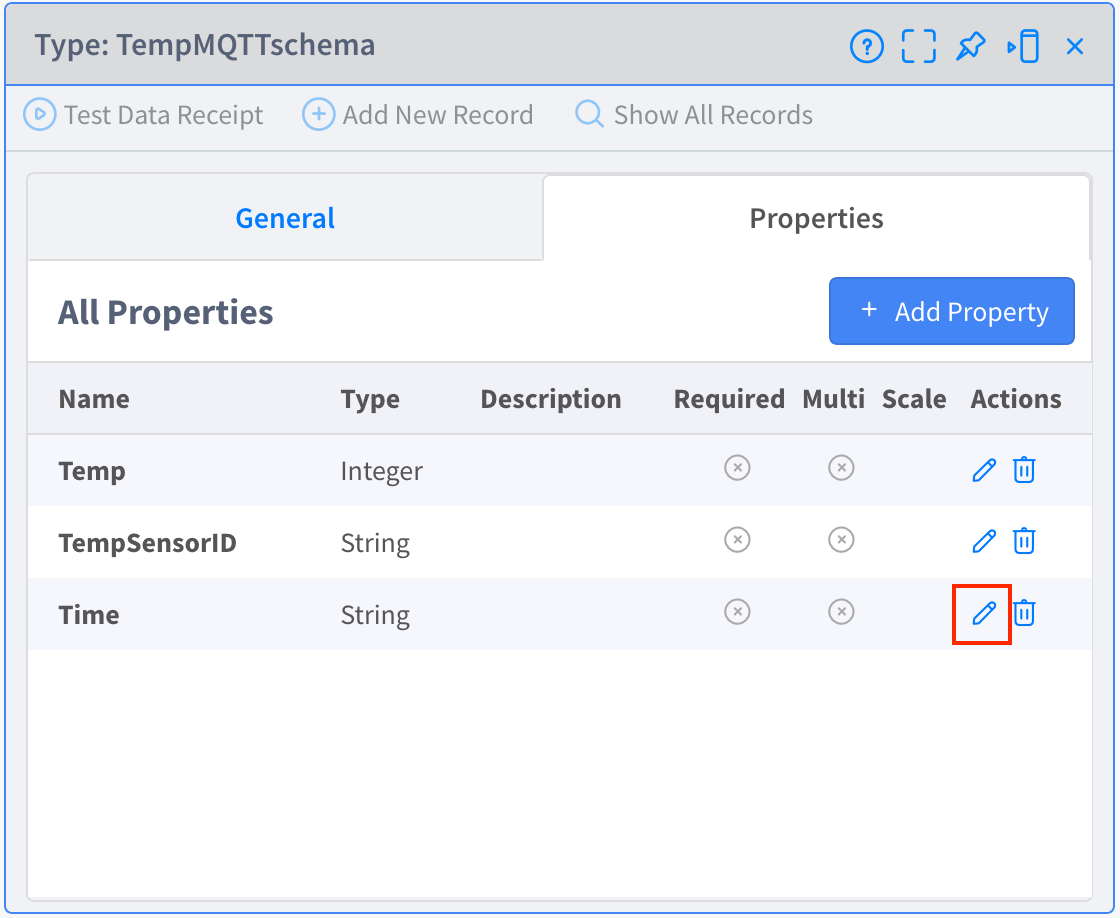 Type: TempMQTTschema
Test Data Receipt Add New Record Show All Records
General Properties
All Properties + Add Property
Name Type Description Required Multi Scale Actions
Temp Integer
TempSensorID String
Time String